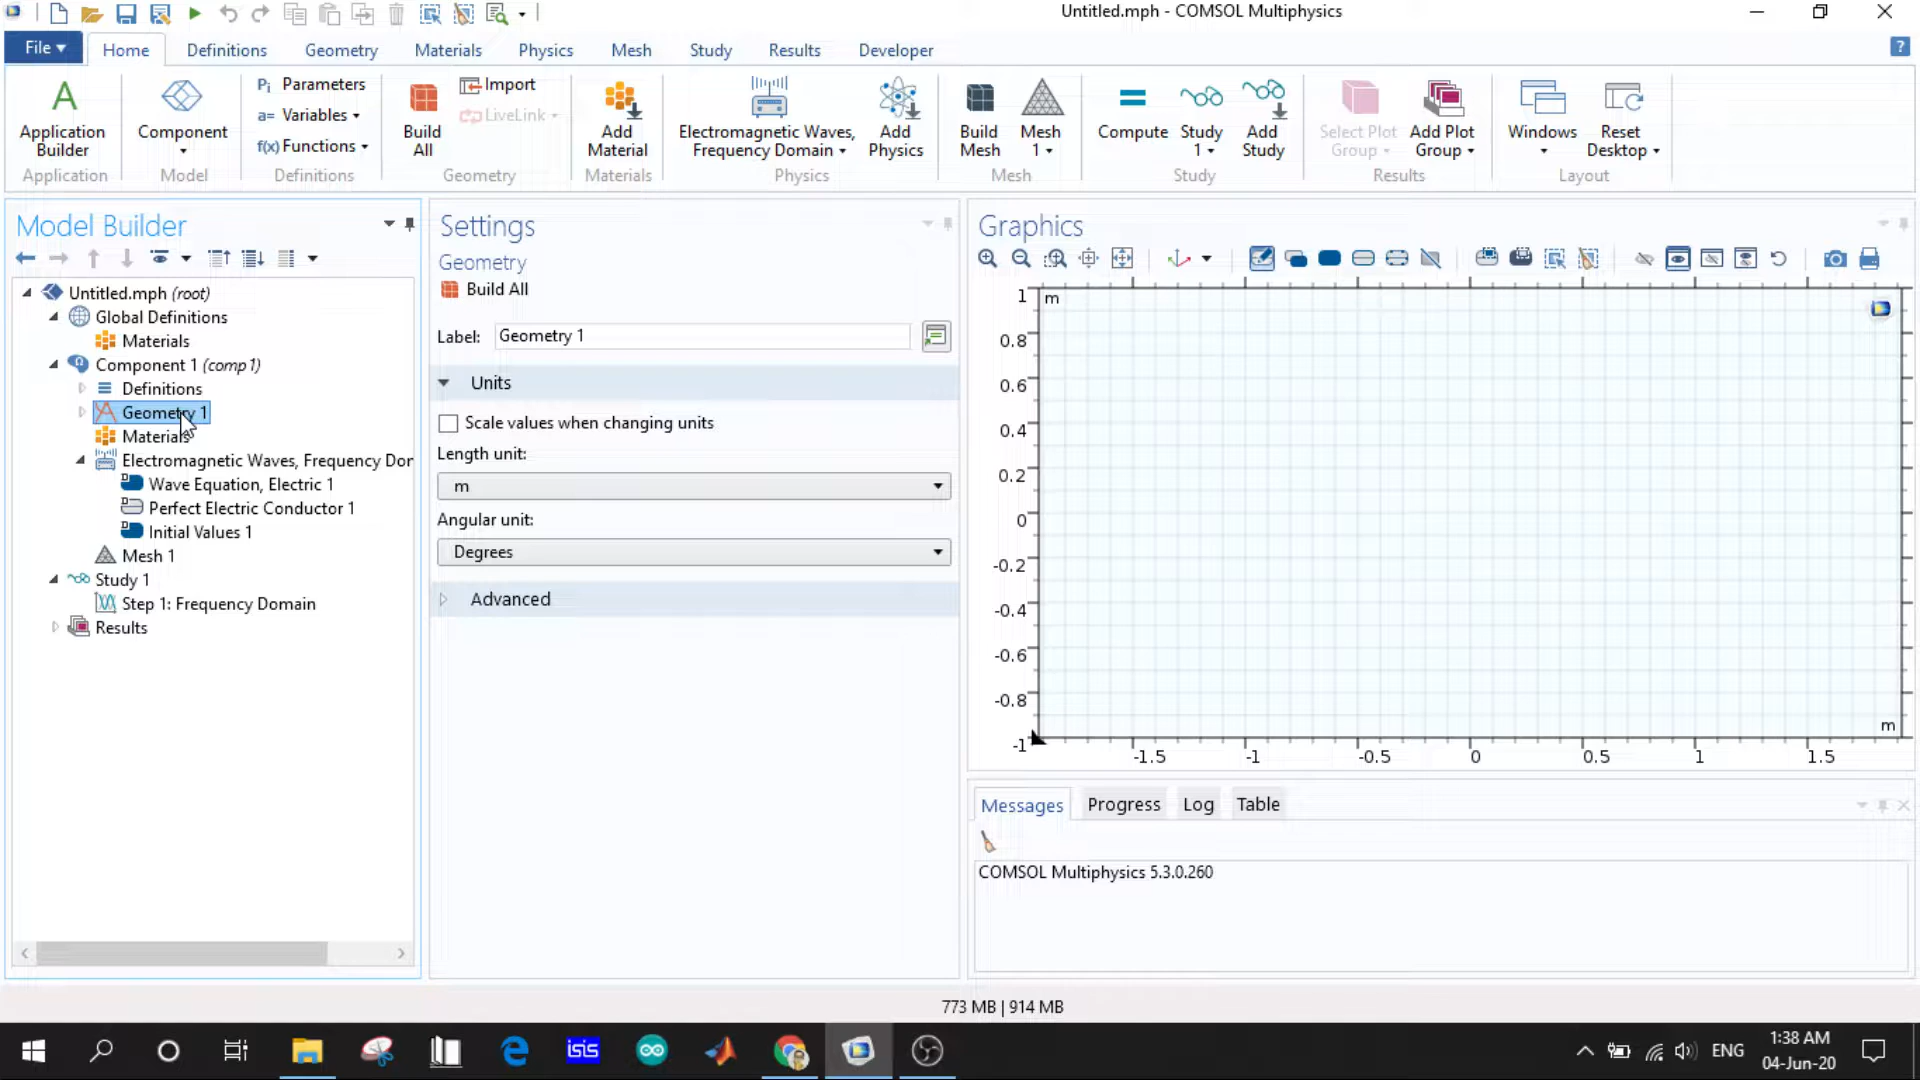 Untitled.mph - COMSOL Multiphysics
File
Home
Definitions
Geometry
Materials
Physics
Mesh
Study
Results
Developer
Application Builder
Component
Pi Parameters
a= Variables
f(x) Functions
Build All
Import
LiveLink
Add Material
Electromagnetic Waves, Frequency Domain
Add Physics
Build Mesh
Mesh 1
Compute
Study 1
Add Study
Select Plot Group
Add Plot Group
Windows
Reset Desktop
Application
Model
Definitions
Geometry
Materials
Physics
Mesh
Study
Results
Layout
Model Builder
Untitled.mph (root)
Global Definitions
Materials
Component 1 (comp1)
Definitions
Geometry 1
Materials
Electromagnetic Waves, Frequency Dor
Wave Equation, Electric 1
Perfect Electric Conductor 1
Initial Values 1
Mesh 1
Study 1
Step 1: Frequency Domain
Results
Settings
Geometry
Build All
Label: Geometry 1
Units
Scale values when changing units
Length unit:
m
Angular unit:
Degrees
Advanced
Graphics
1
m
0.8
0.6
0.4
0.2
0
-0.2
-0.4
-0.6
-0.8
m
-1
-1.5 -1 -0.5 0 0.5 1 1.5
Messages Progress Log Table
COMSOL Multiphysics 5.3.0.260
773 MB | 914 MB
isis
ENG
1:38 AM
04-Jun-20